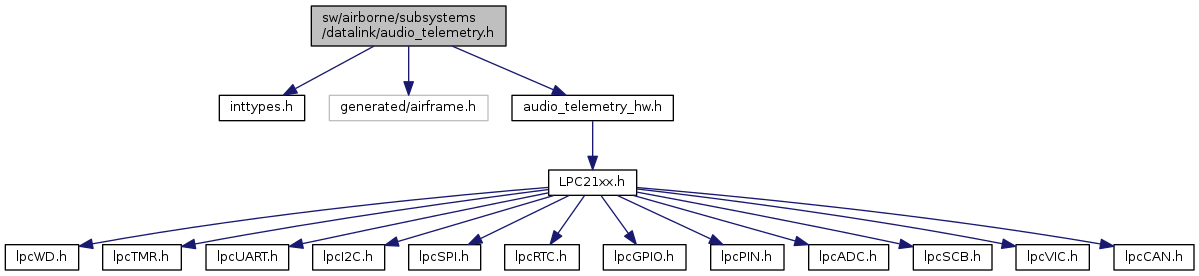 sw/airborne/subsystems
/datalink/audio_telemetry.h
inttypes.h
generated/airframe.h
audio_telemetry_hw.h
LPC21xx.h
lpcWD.h
lpcTMR.h
lpcUART.h
lpcI2C.h
lpcSPI.h
lpcRTC.h
lpcGPIO.h
lpcPIN.h
lpcADC.h
lpcSCB.h
lpcVIC.h
lpcCAN.h